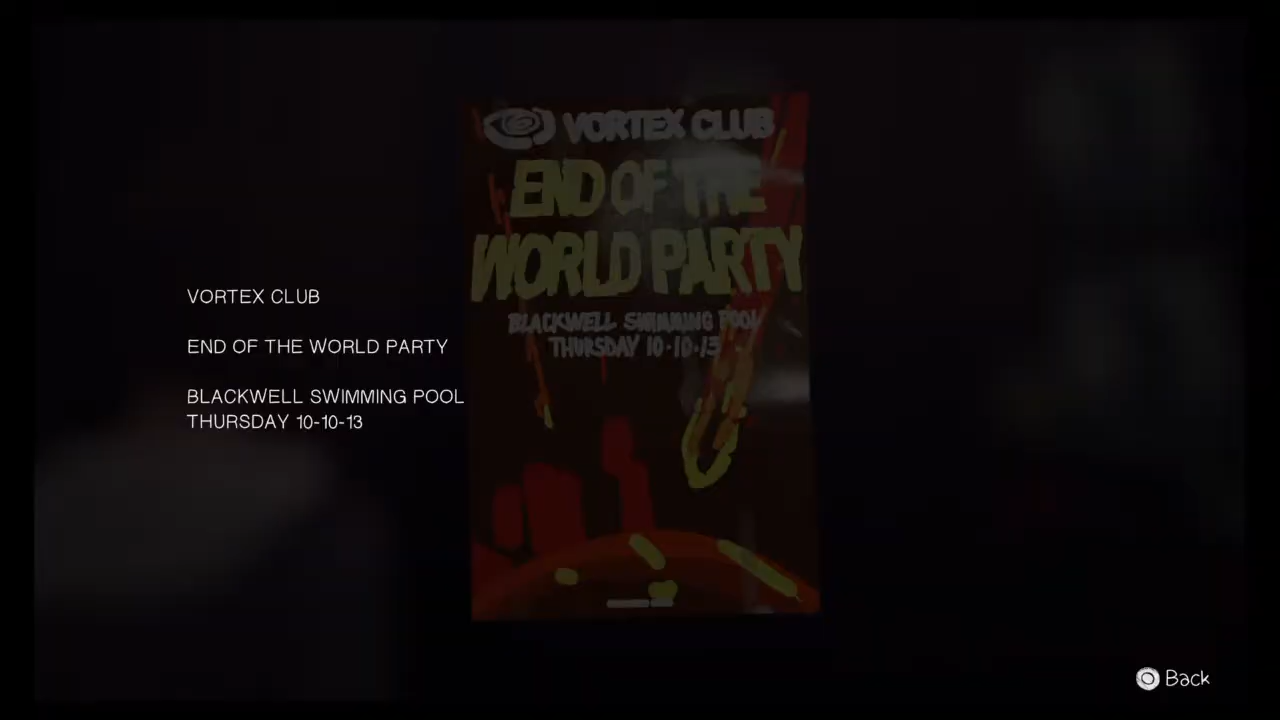 VORTEX CLUB
END OF THE WORLD PARTY
BLACKWELL SWIMMING POOL
THURSDAY 10-10-13
VORTEX CLUB
END OF THE
WORLD PARTY
BLACKWELL SWIMMING POOL
THURSDAY 10·10·13
Back